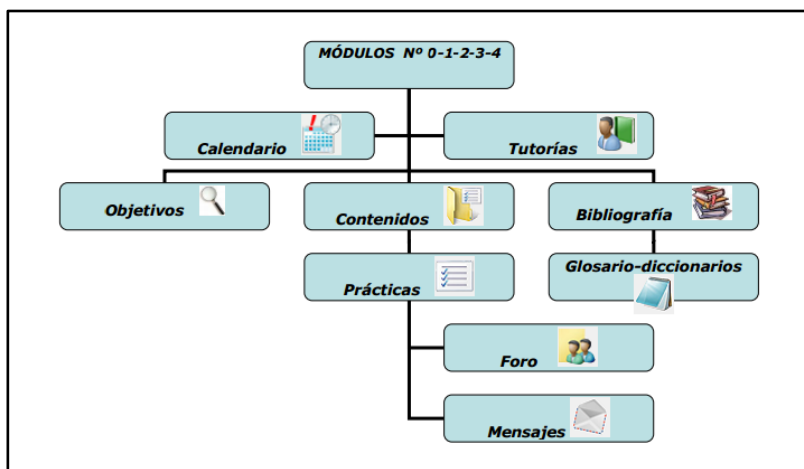 MÓDULOS Nº 0-1-2-3-4
Calendario
Tutorías
Objetivos
Contenidos
Bibliografía
Prácticas
Glosario-diccionarios
Foro
Mensajes